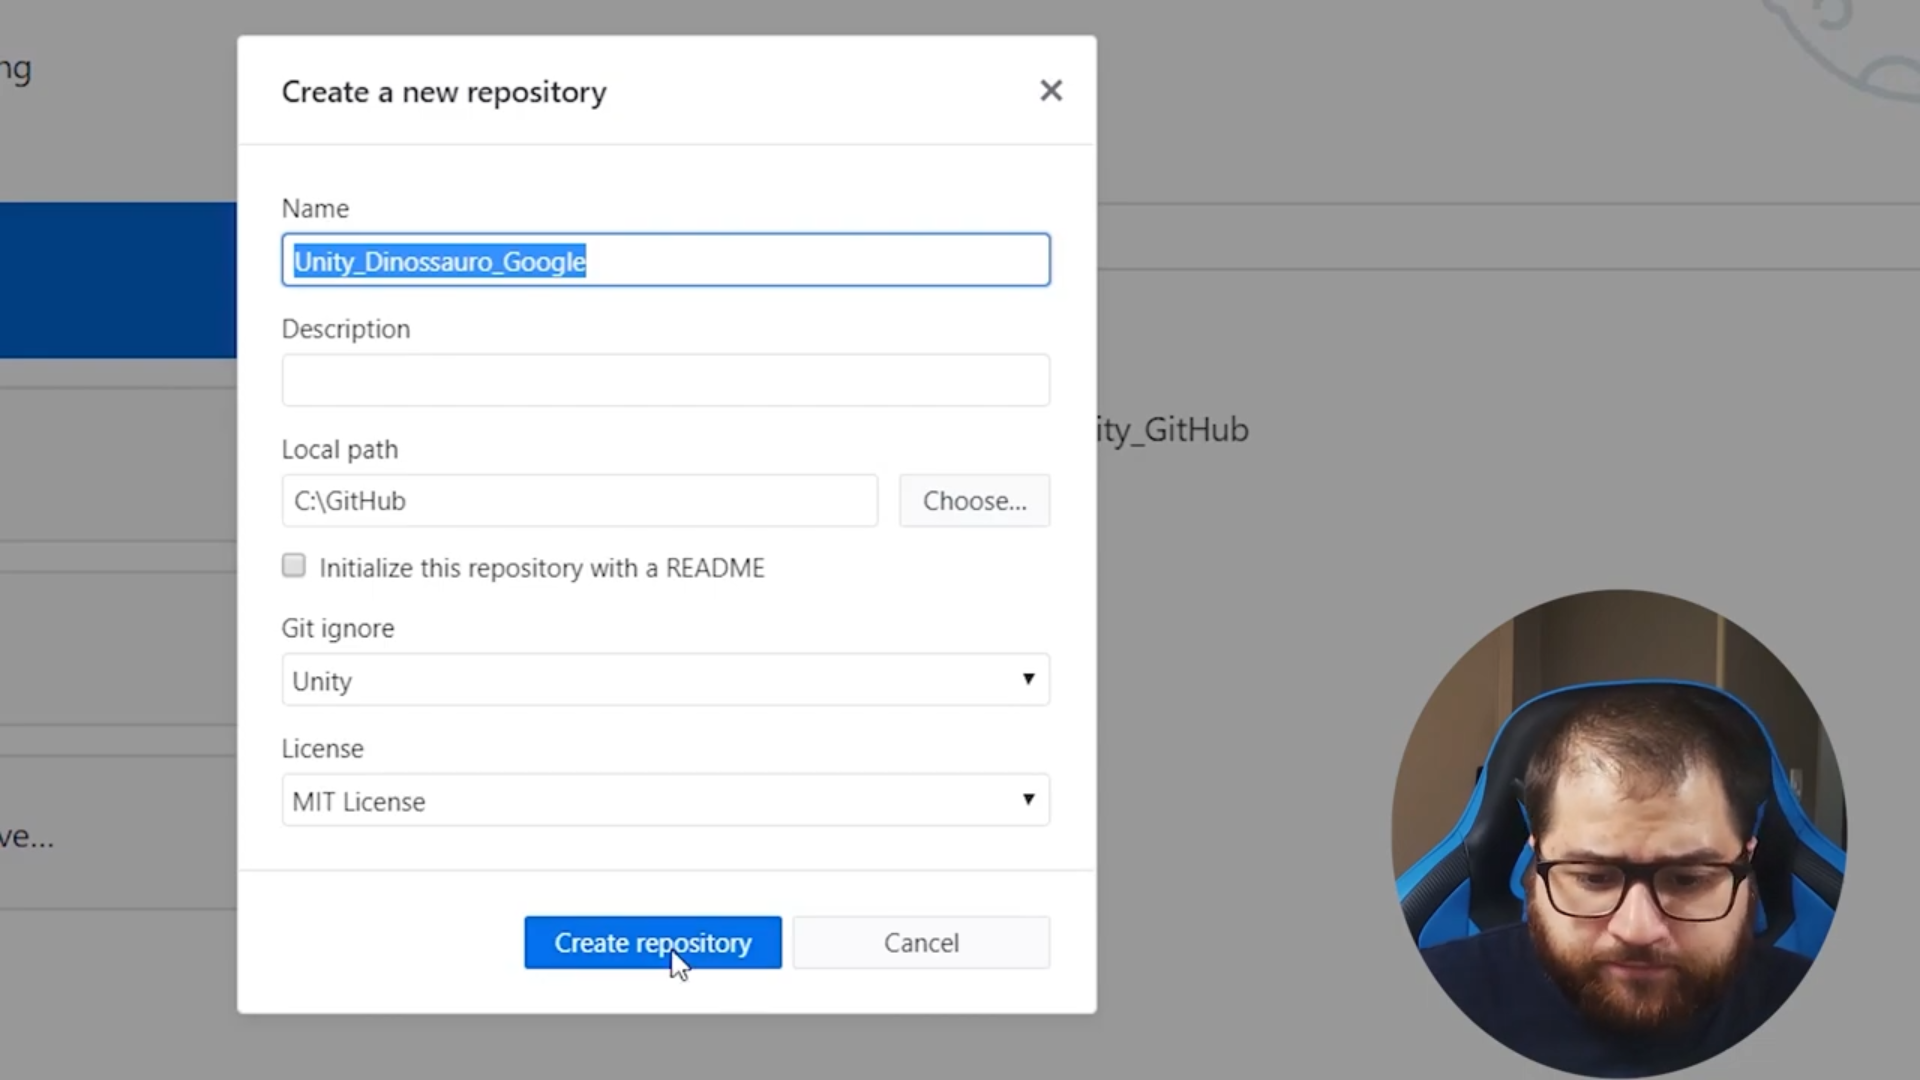 ng
Create a new repository
Name
Unity_Dinossauro_Google
Description
Local path
C:\GitHub
Choose...
Initialize this repository with a README
Git ignore
Unity
License
MIT License
Create repository
Cancel
ity_GitHub
ve...